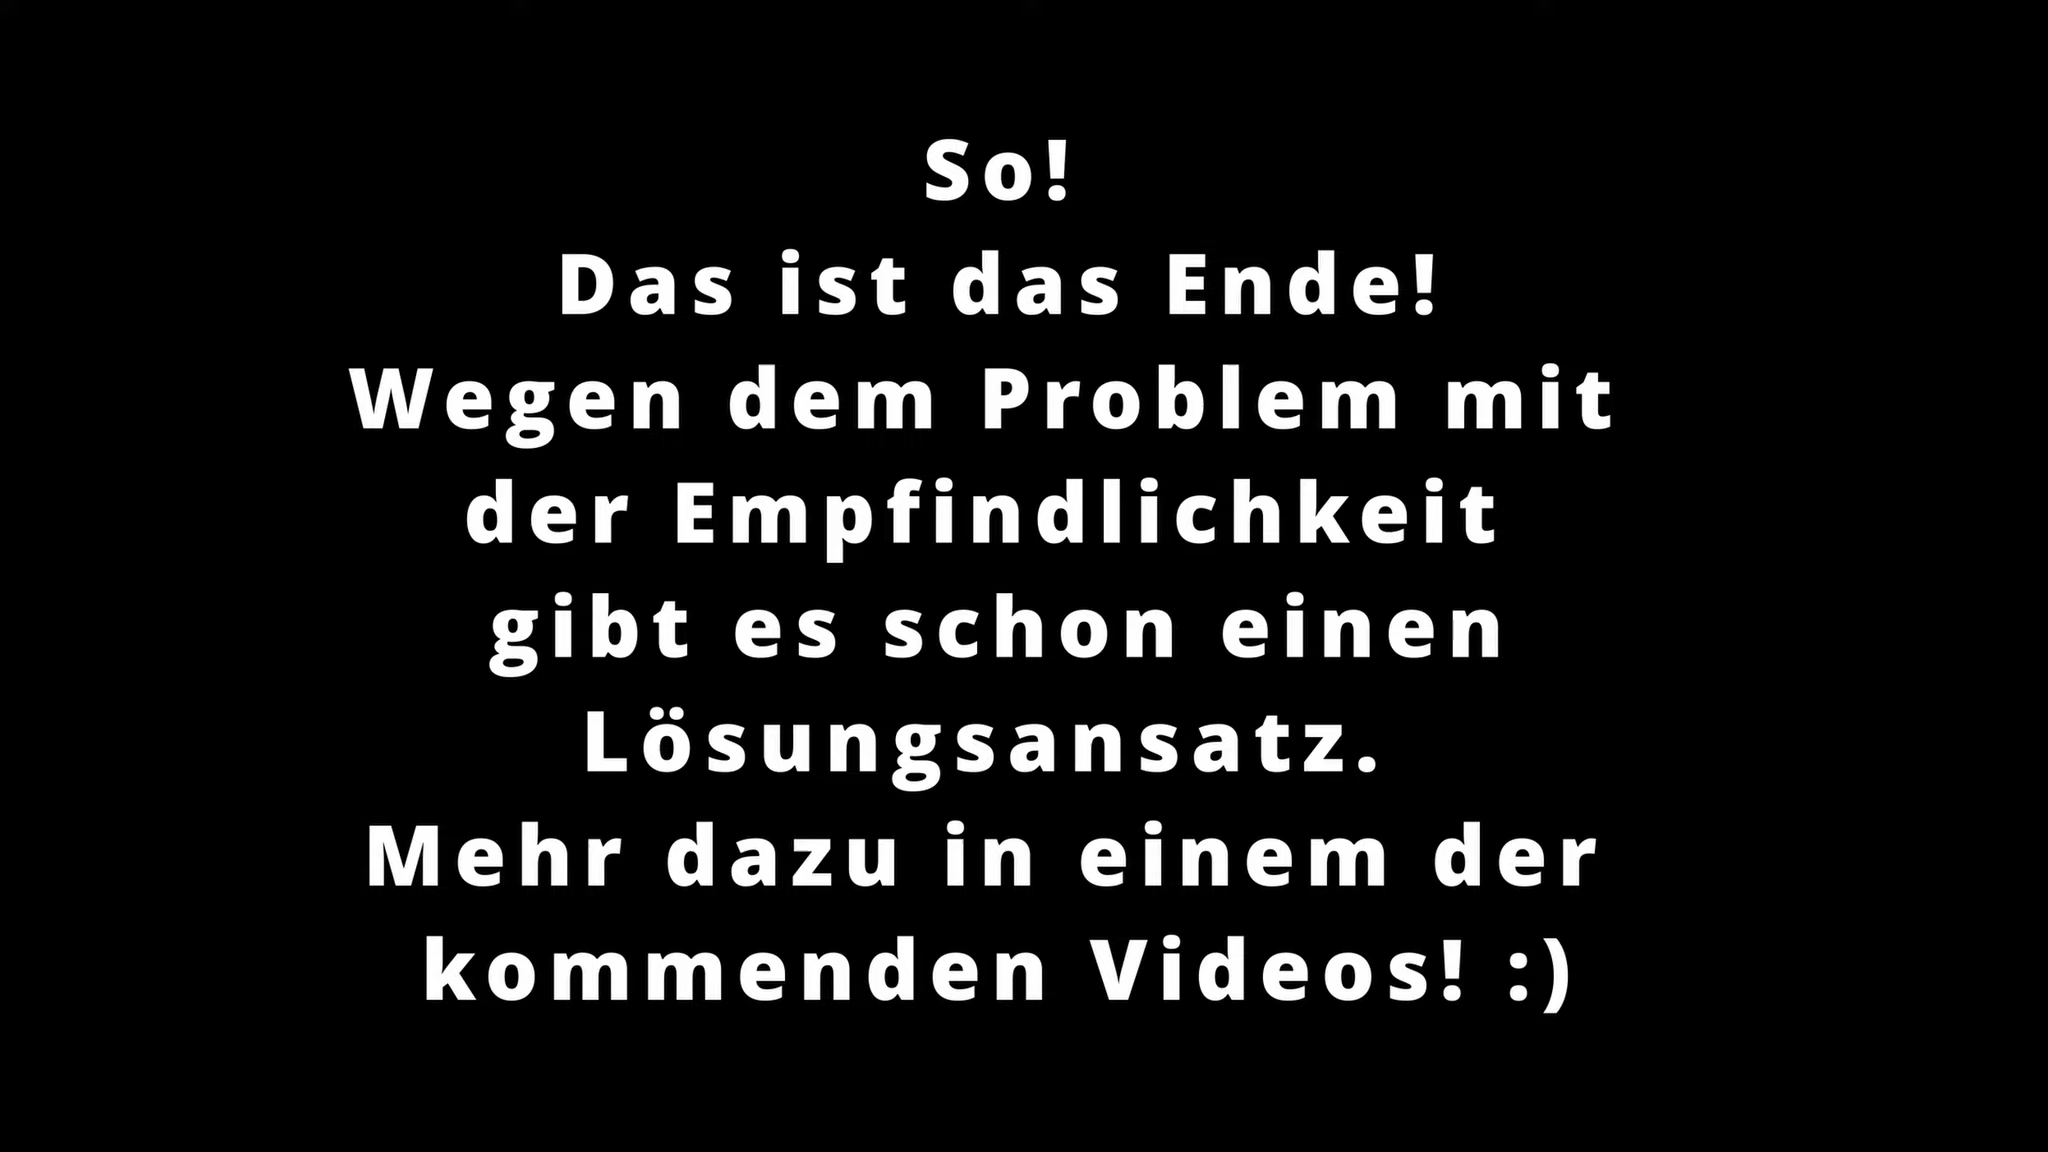 So!
Das ist das Ende!
Wegen dem Problem mit
der Empfindlichkeit
gibt es schon einen
Lösungsansatz.
Mehr dazu in einem der
kommenden Videos! :)